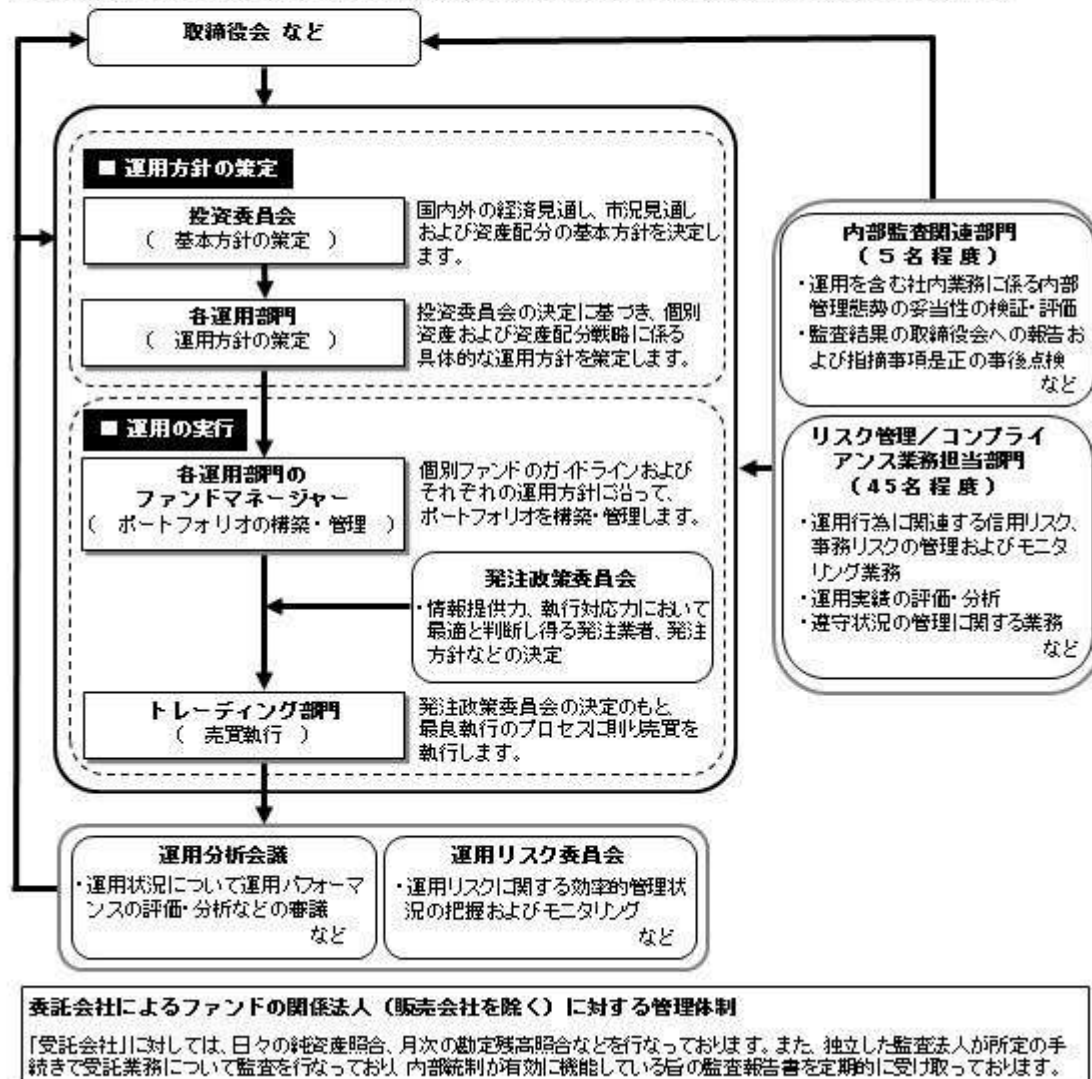 取締役会 など
■ 運用方針の策定
投資委員会
( 基本方針の策定 )
国内外の経済見通し、市況見通し
および資産配分の基本方針を決定し
ます。
各運用部門
( 運用方針の策定 )
投資委員会の決定に基づき、個別
資産および資産配分戦略に係る
具体的な運用方針を策定します。
■ 運用の実行
各運用部門の
ファンドマネージャー
( ポートフォリオの構築・管理 )
個別ファンドのガイドラインおよび
それぞれの運用方針に沿って、
ポートフォリオを構築・管理します。
発注政策委員会
・情報提供力、執行対応力において
最適と判断し得る発注業者、発注
方針などの決定
トレーディング部門
( 売買執行 )
発注政策委員会の決定のもと、
最良執行のプロセスに則り売買を
執行します。
内部監査関連部門
(5名程度)
・運用を含む社内業務に係る内部
管理態勢の妥当性の検証・評価
・監査結果の取締役会への報告お
よび指摘事項是正の事後点検
など
リスク管理/コンプライ
アンス業務担当部門
(45名程度)
・運用行為に関連する信用リスク、
事務リスクの管理およびモニタ
リング業務
・運用実績の評価・分析
・遵守状況の管理に関する業務
など
運用分析会議
・運用状況について運用パフォーマ
ンスの評価・分析などの審議
など
運用リスク委員会
・運用リスクに関する効率的管理状
況の把握およびモニタリング
など
委託会社によるファンドの関係法人(販売会社を除く)に対する管理体制
「受託会社」に対しては、日々の純資産照合、月次の勘定残高照合などを行なっております。また、独立した監査法人が所定の手
続きで受託業務について監査を行なっており、内部統制が有効に機能している旨の監査報告書を定期的に受け取っております。